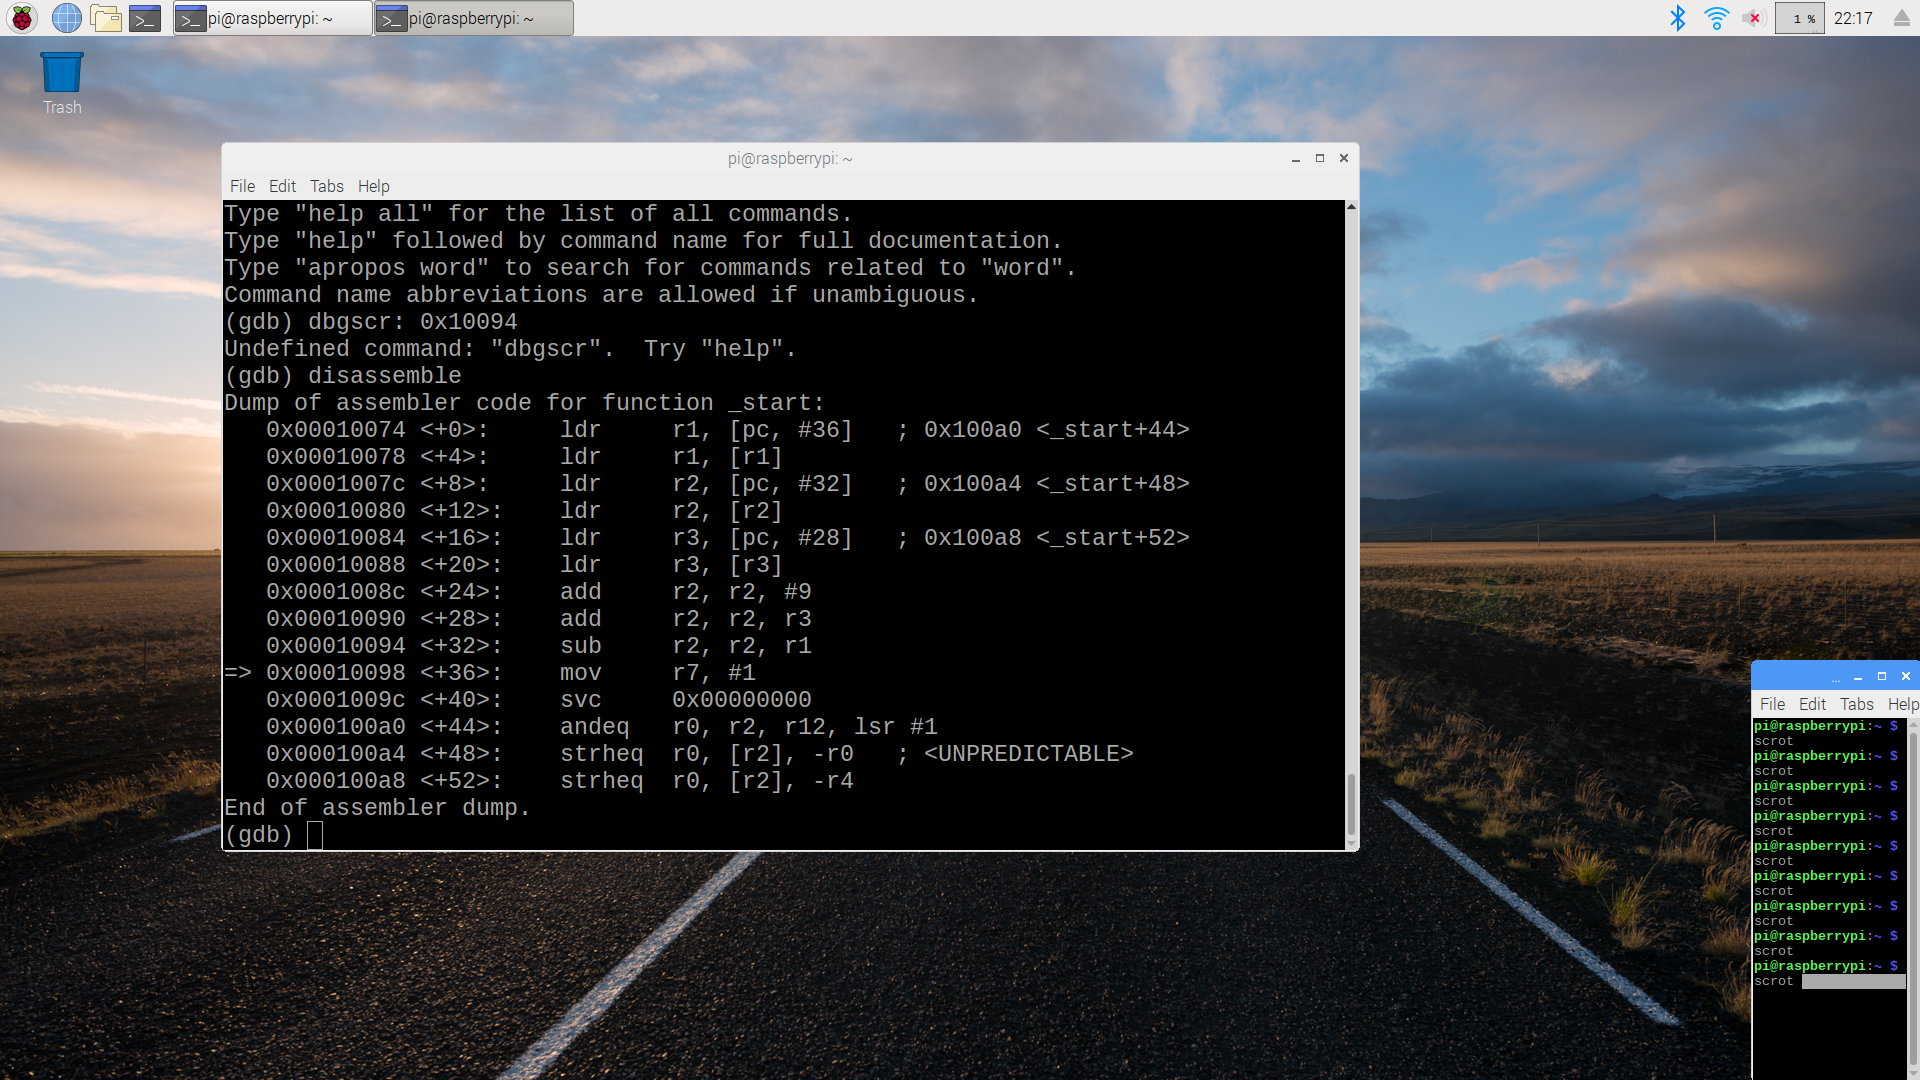 pi@raspberrypi: ~
pi@raspberrypi: ~
1 %
22:17
Trash
pi@raspberrypi: ~
File Edit Tabs Help
Type "help all" for the list of all commands.
Type "help" followed by command name for full documentation.
Type "apropos word" to search for commands related to "word".
Command name abbreviations are allowed if unambiguous.
(gdb) dbgscr: 0x10094
Undefined command: "dbgscr".  Try "help".
(gdb) disassemble
Dump of assembler code for function _start:
   0x00010074 <+0>:     ldr     r1, [pc, #36]   ; 0x100a0 <_start+44>
   0x00010078 <+4>:     ldr     r1, [r1]
   0x0001007c <+8>:     ldr     r2, [pc, #32]   ; 0x100a4 <_start+48>
   0x00010080 <+12>:    ldr     r2, [r2]
   0x00010084 <+16>:    ldr     r3, [pc, #28]   ; 0x100a8 <_start+52>
   0x00010088 <+20>:    ldr     r3, [r3]
   0x0001008c <+24>:    add     r2, r2, #9
   0x00010090 <+28>:    add     r2, r2, r3
   0x00010094 <+32>:    sub     r2, r2, r1
=> 0x00010098 <+36>:    mov     r7, #1
   0x0001009c <+40>:    svc     0x00000000
   0x000100a0 <+44>:    andeq   r0, r2, r12, lsr #1
   0x000100a4 <+48>:    strheq  r0, [r2], -r0   ; <UNPREDICTABLE>
   0x000100a8 <+52>:    strheq  r0, [r2], -r4
End of assembler dump.
(gdb)
...
File Edit Tabs Help
pi@raspberrypi:~ $
scrot
pi@raspberrypi:~ $
scrot
pi@raspberrypi:~ $
scrot
pi@raspberrypi:~ $
scrot
pi@raspberrypi:~ $
scrot
pi@raspberrypi:~ $
scrot
pi@raspberrypi:~ $
scrot
pi@raspberrypi:~ $
scrot
pi@raspberrypi:~ $
scrot